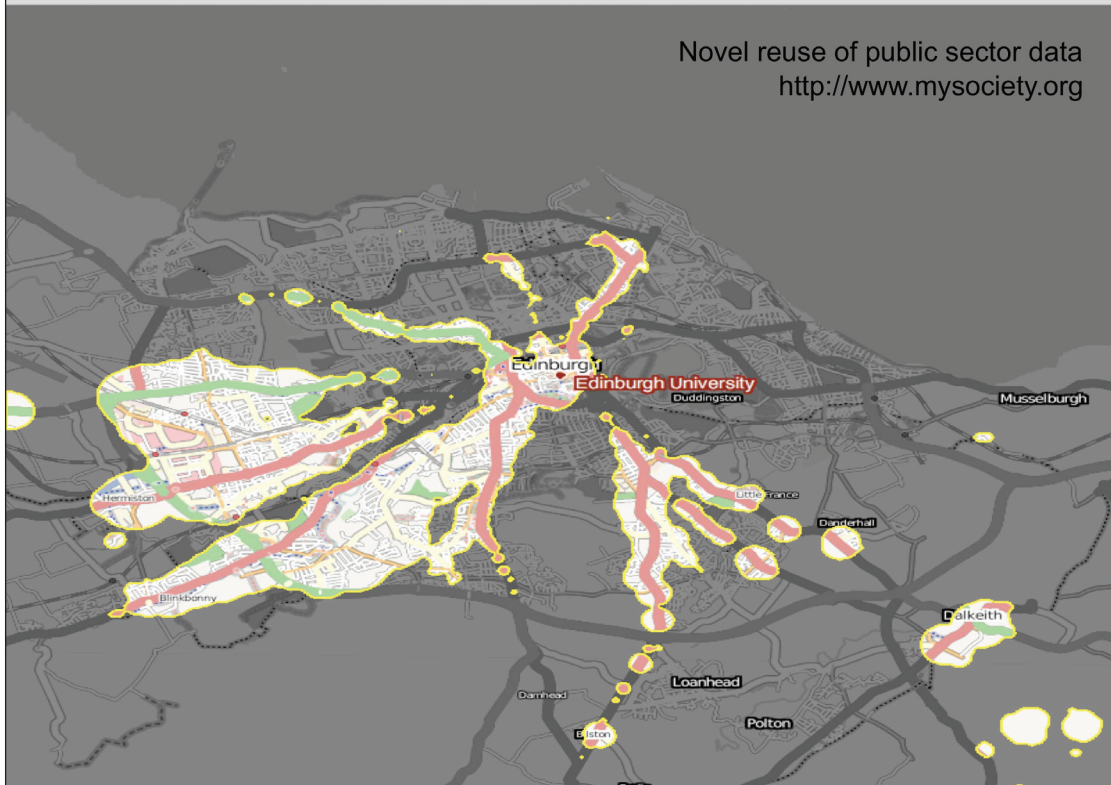 Novel reuse of public sector data
http://www.mysociety.org
Edinburgh
Edinburgh University
Duddingston
Musselburgh
Hermiston
Little France
Danderhall
Blinkbonny
Dalkeith
Loanhead
Damhead
Polton
Bilston